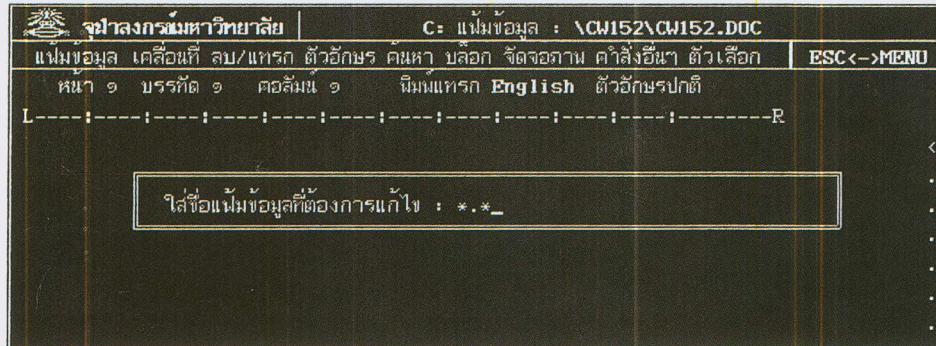 จุฬาลงกรณ์มหาวิทยาลัย C: แฟ้มข้อมูล : \CW152\CW152.DOC
แฟ้มข้อมูล เคลื่อนที่ ลบ/แทรก ตัวอักษร ค้นหา บล็อก จัดจอภาพ คำสั่งอื่นๆ ตัวเลือก ESC<->MENU
หน้า ๑ บรรทัด ๑ คอลัมน์ ๑ พิมพ์แทรก English ตัวอักษรปกติ
L----¦----¦----¦----¦----¦----¦----¦----¦----¦----¦----¦--------R
<
ใส่ชื่อแฟ้มข้อมูลที่ต้องการแก้ไข : *.*_